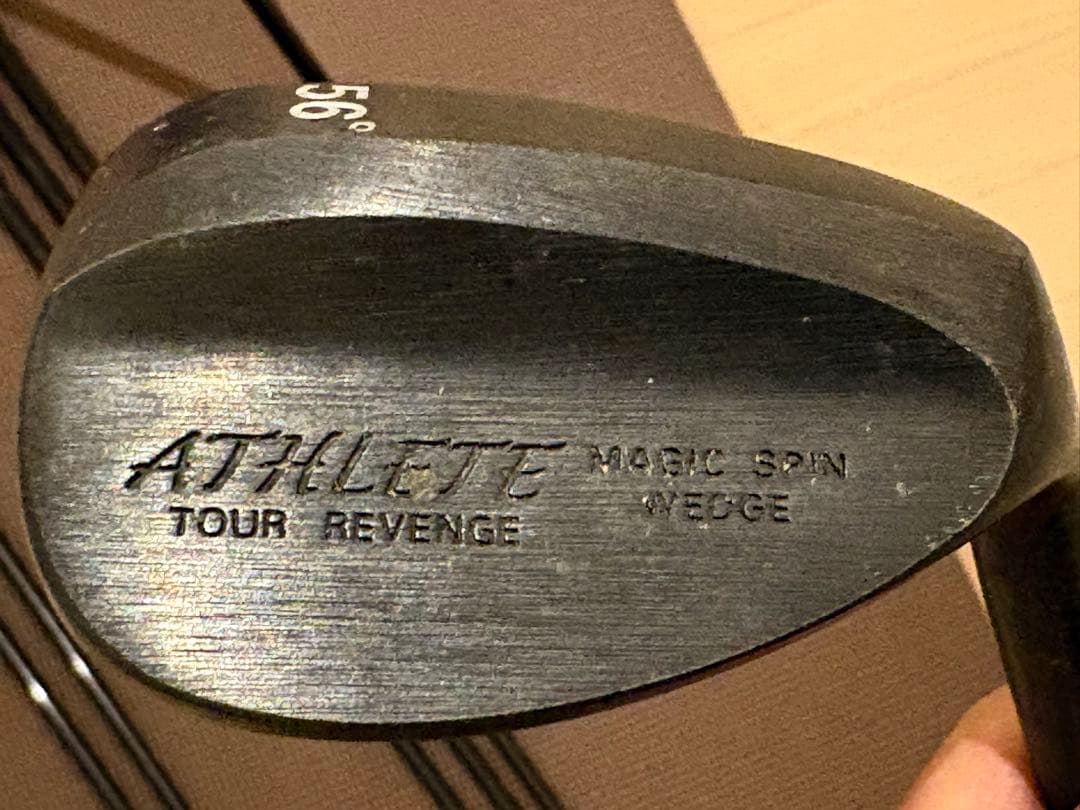 56°
ATHLETE
TOUR REVENGE
MAGIC SPIN
WEDGE